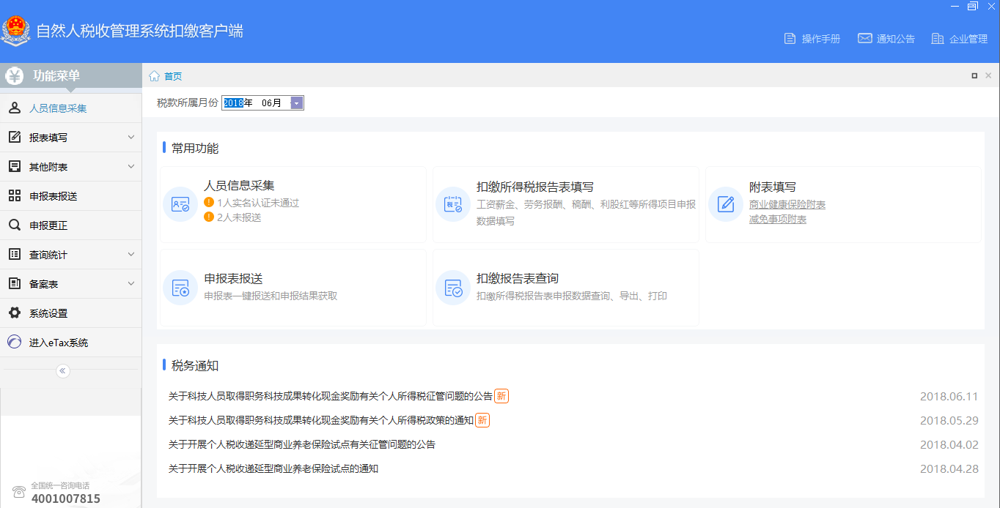 自然人税收管理系统扣缴客户端
操作手册 通知公告 企业管理
功能菜单
首页
税款所属月份 2018年 06月
人员信息采集
报表填写
其他附表
申报表报送
申报更正
查询统计
备案表
系统设置
进入eTax系统
常用功能
人员信息采集
1人实名认证未通过
2人未报送
扣缴所得税报告表填写
工资薪金、劳务报酬、稿酬、利股红等所得项目申报
数据填写
附表填写
商业健康保险附表
减免事项附表
申报表报送
申报表一键报送和申报结果获取
扣缴报告表查询
扣缴所得税报告表申报数据查询、导出、打印
税务通知
关于科技人员取得职务科技成果转化现金奖励有关个人所得税征管问题的公告 新 2018.06.11
关于科技人员取得职务科技成果转化现金奖励有关个人所得税政策的通知 新 2018.05.29
关于开展个人税收递延型商业养老保险试点有关征管问题的公告 2018.04.02
关于开展个人税收递延型商业养老保险试点的通知 2018.04.28
全国统一咨询电话
4001007815